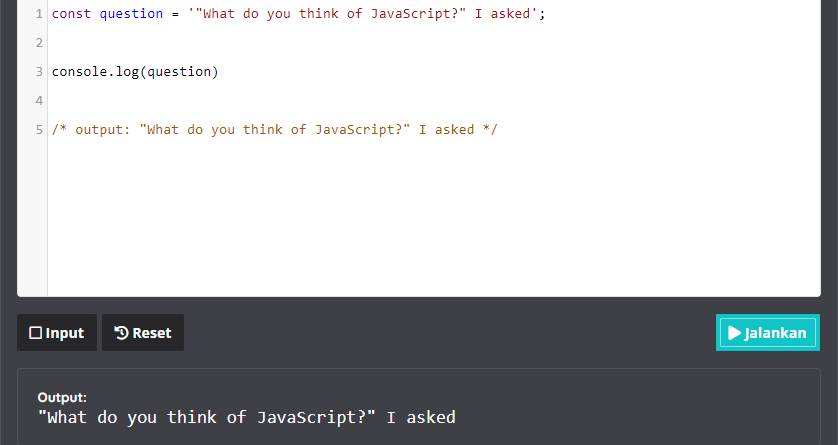 1 const question = '"What do you think of JavaScript?" I asked';
2
3 console.log(question)
4
5 /* output: "What do you think of JavaScript?" I asked */
Input Reset Jalankan
Output:
"What do you think of JavaScript?" I asked